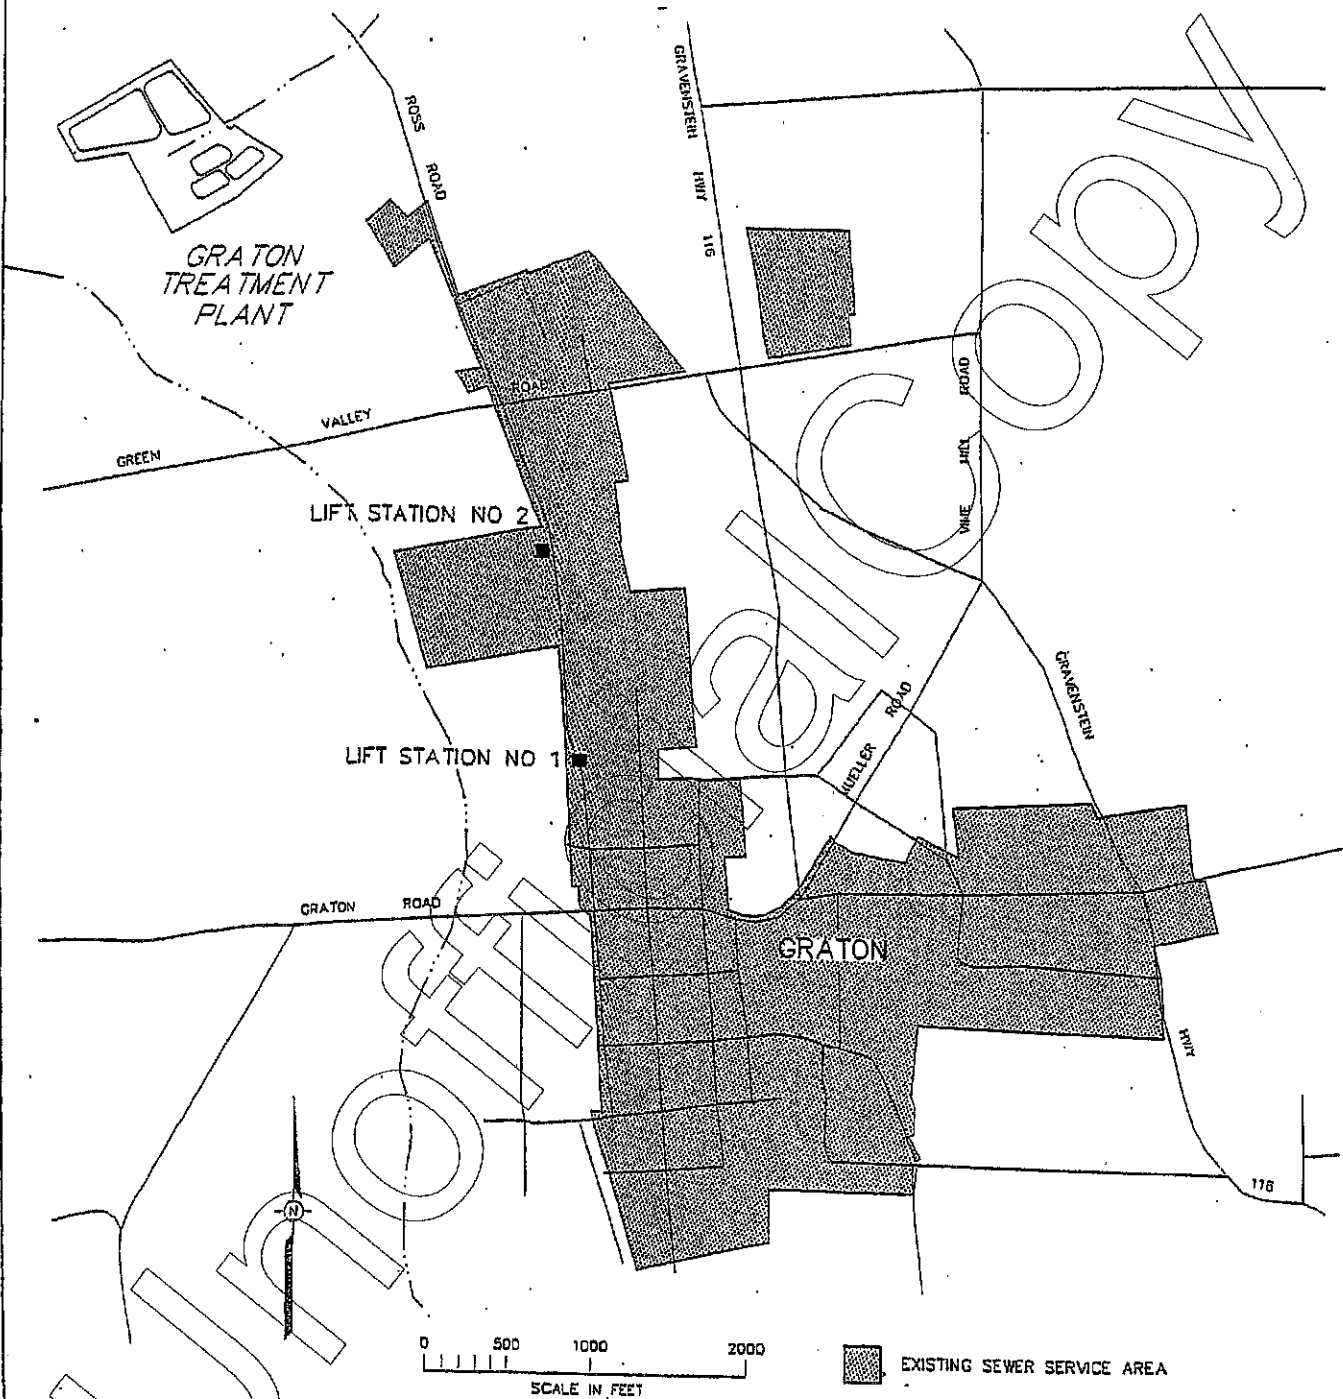 GRAVENSTEIN HWY 116
ROSS ROAD
GRATON
TREATMENT
PLANT
ROAD
VALLEY
GREEN
VINE HILL ROAD
LIFT STATION NO 2
GRAVENSTEIN
MUELLER ROAD
LIFT STATION NO 1
GRATON ROAD
GRATON
HWY
116
N
0 500 1000 2000
SCALE IN FEET
EXISTING SEWER SERVICE AREA
Unofficial Copy